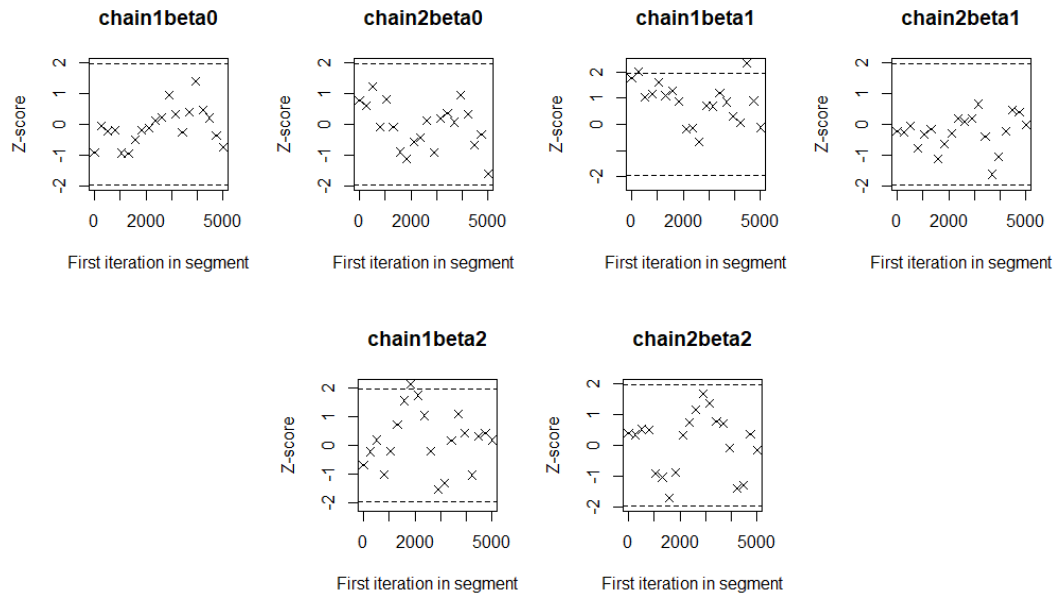 chain1beta0
chain2beta0
chain1beta1
chain2beta1
Z-score
2
1
0
-1
-2
0 2000 5000
First iteration in segment
Z-score
2
1
0
-1
-2
0 2000 5000
First iteration in segment
Z-score
2
1
0
-2
0 2000 5000
First iteration in segment
Z-score
2
1
0
-1
-2
0 2000 5000
First iteration in segment
chain1beta2
chain2beta2
Z-score
2
1
0
-1
-2
0 2000 5000
First iteration in segment
Z-score
2
1
0
-1
-2
0 2000 5000
First iteration in segment